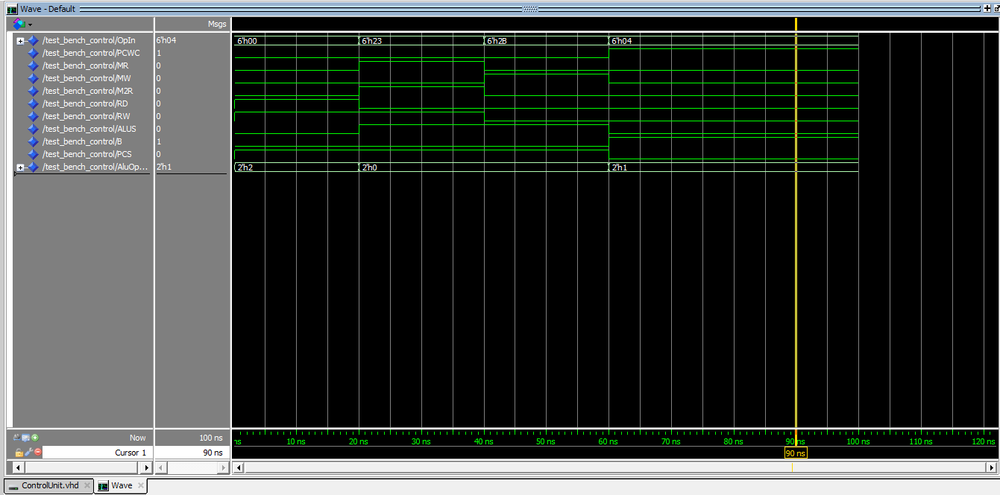 Wave - Default
Msgs
/test_bench_control/OpIn 6'h04 6'h00 6'h23 6'h2B 6'h04
/test_bench_control/PCWC 1
/test_bench_control/MR 0
/test_bench_control/MW 0
/test_bench_control/M2R 0
/test_bench_control/RD 0
/test_bench_control/RW 0
/test_bench_control/ALUS 0
/test_bench_control/B 1
/test_bench_control/PCS 0
/test_bench_control/AluOp... 2'h1 2'h2 2'h0 2'h1
Now 100 ns ns 10 ns 20 ns 30 ns 40 ns 50 ns 60 ns 70 ns 80 ns 90 ns 100 ns 110 ns 120 ns
Cursor 1 90 ns 90 ns
ControlUnit.vhd Wave